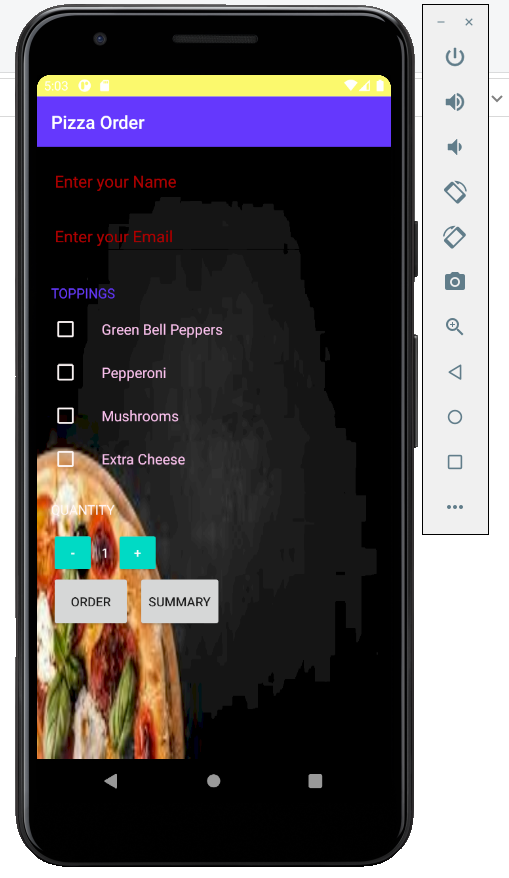 5:03
Pizza Order
Enter your Name
Enter your Email
TOPPINGS
Green Bell Peppers
Pepperoni
Mushrooms
Extra Cheese
QUANTITY
- 1 +
ORDER SUMMARY